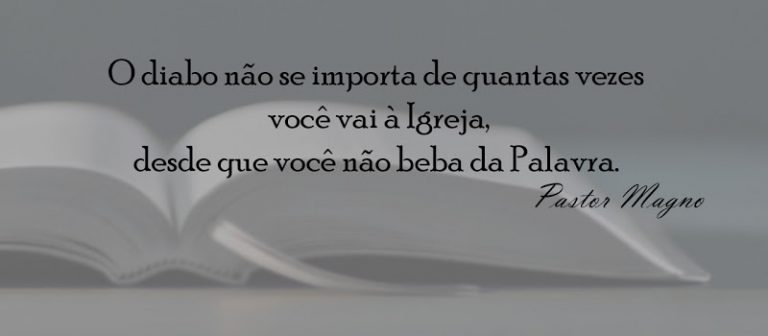 O diabo não se importa de quantas vezes
você vai à Igreja,
desde que você não beba da Palavra.
Pastor Magno